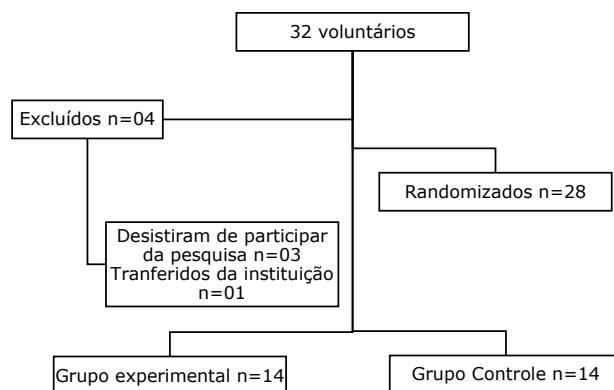 32 voluntários
Excluídos n=04
Randomizados n=28
Desistiram de participar
da pesquisa n=03
Tranferidos da instituição
n=01
Grupo experimental n=14
Grupo Controle n=14